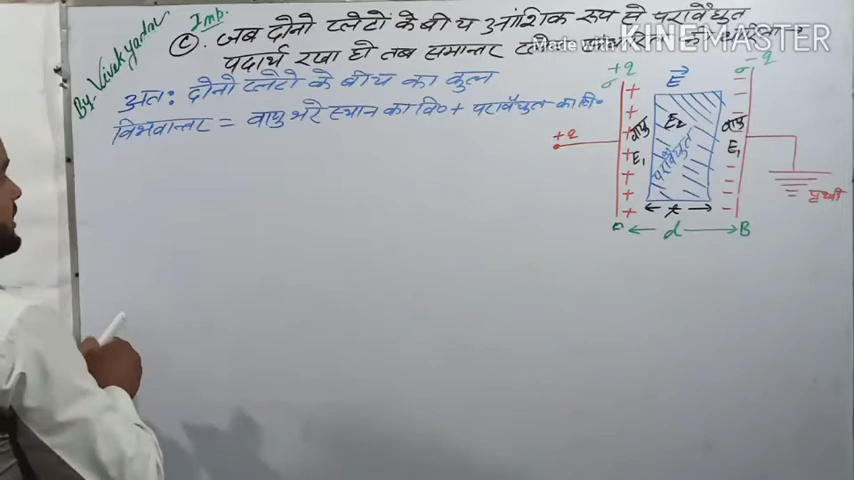 By- Vivek yadav
Imp.
(C). जब दोनो प्लेटों के बीच आंशिक रूप से परावैद्युत
पदार्थ रखा हो तब समान्तर प्लेट
Made with KINEMASTER
अतः दोनो प्लेटो के बीच का कुल
विभवान्तर = वायु भरे स्थान का वि० + परावैद्युत का वि०
+q
E
-q
σ
σ
वायु
E₂
वायु
+q
E₁
परावैद्युत
E₁
t
पृथ्वी
d
B